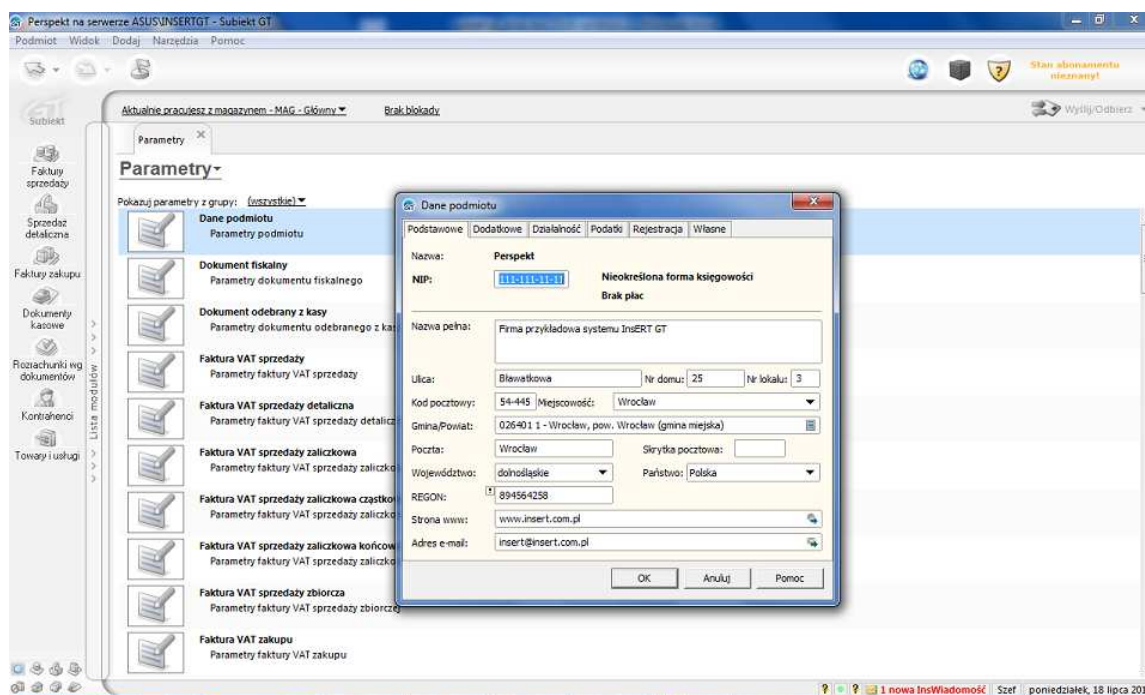 Perspekt na serwerze ASUS\INSERTGT - Subiekt GT
Podmiot Widok Dodaj Narzędzia Pomoc
Stan abonamentu
nieznany!
Subiekt
Aktualnie pracujesz z magazynem - MAG - Główny
Brak blokady
Wyślij/Odbierz
Parametry
Parametry
Pokazuj parametry z grupy: (wszystkie)
Faktury
sprzedaży
Sprzedaż
detaliczna
Faktury zakupu
Dokumenty
kasowe
Rozrachunki wg
dokumentów
Kontrahenci
Towary i usługi
Lista modułów
Dane podmiotu
Parametry podmiotu
Dokument fiskalny
Parametry dokumentu fiskalnego
Dokument odebrany z kasy
Parametry dokumentu odebranego z kas
Faktura VAT sprzedaży
Parametry faktury VAT sprzedaży
Faktura VAT sprzedaży detaliczna
Parametry faktury VAT sprzedaży detalicz
Faktura VAT sprzedaży zaliczkowa
Parametry faktury VAT sprzedaży zaliczko
Faktura VAT sprzedaży zaliczkowa cząstko
Parametry faktury VAT sprzedaży zaliczko
Faktura VAT sprzedaży zaliczkowa końcow
Parametry faktury VAT sprzedaży zaliczko
Faktura VAT sprzedaży zbiorcza
Parametry faktury VAT sprzedaży zbiorczej
Faktura VAT zakupu
Parametry faktury VAT zakupu
Dane podmiotu
Podstawowe Dodatkowe Działalność Podatki Rejestracja Własne
Nazwa: Perspekt
NIP: 111-111-11-11
Nieokreślona forma księgowości
Brak płac
Nazwa pełna: Firma przykładowa systemu InsERT GT
Ulica: Bławatkowa Nr domu: 25 Nr lokalu: 3
Kod pocztowy: 54-445 Miejscowość: Wrocław
Gmina/Powiat: 026401 1 - Wrocław, pow. Wrocław (gmina miejska)
Poczta: Wrocław Skrytka pocztowa:
Województwo: dolnośląskie Państwo: Polska
REGON: 894564258
Strona www: www.insert.com.pl
Adres e-mail: insert@insert.com.pl
OK Anuluj Pomoc
1 nowa InsWiadomość Szef poniedziałek, 18 lipca 201